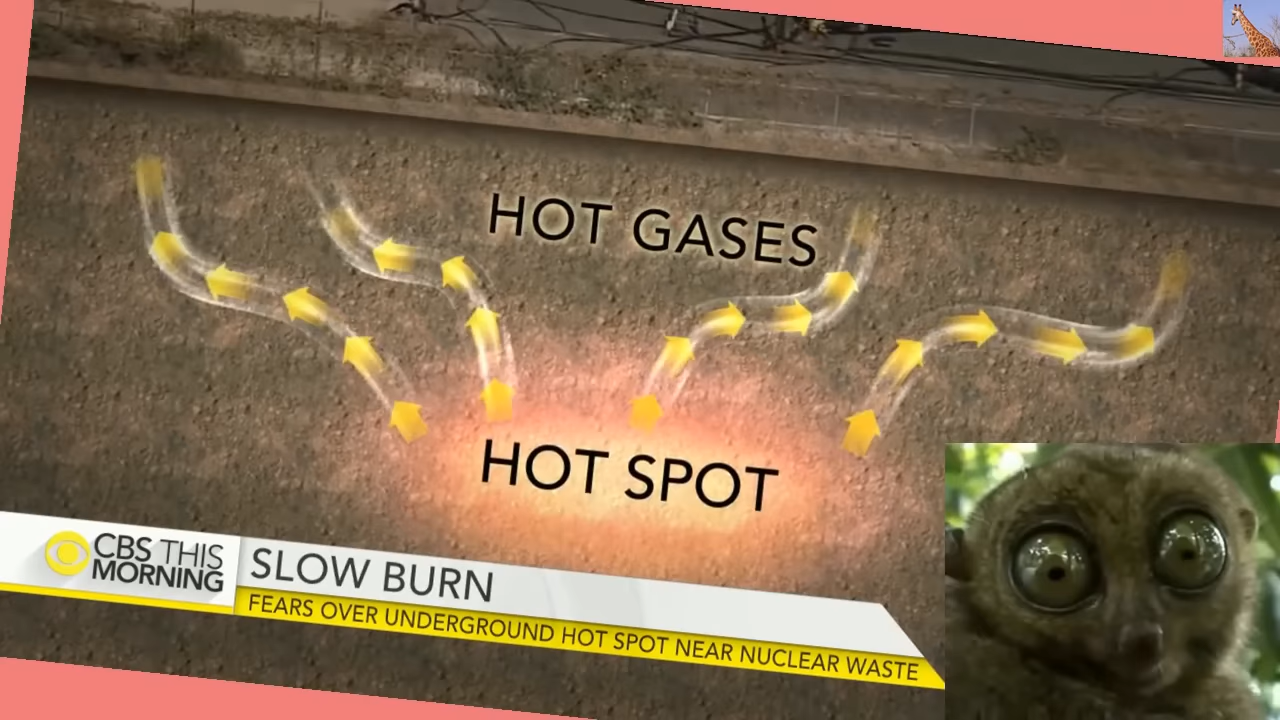 HOT GASES
HOT SPOT
CBS THIS
MORNING
SLOW BURN
FEARS OVER UNDERGROUND HOT SPOT NEAR NUCLEAR WASTE